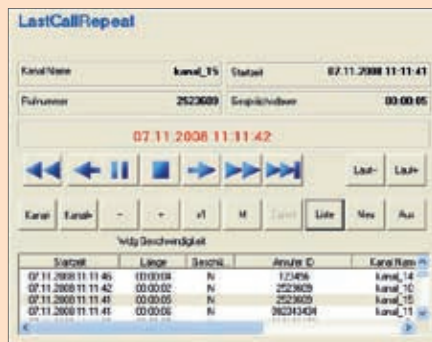 LastCallRepeat
Kanal Name kanal_15 Startzeit 07.11.2008 11:11:41
Rufnummer 2523609 Gesprächsdauer 00:00:05
07.11.2008 11:11:42
Laut- Laut+
Kanal- Kanal+ - + x1 M Liste Neu Aus
Wdg Geschwindigkeit
Startzeit Länge Geschü... Anrufer ID Kanal Name
07.11.2008 11:11:46 00:00:04 N 123456 kanal_14
07.11.2008 11:11:42 00:00:02 N 2523609 kanal_10
07.11.2008 11:11:41 00:00:05 N 2523609 kanal_15
07.11.2008 11:11:41 00:00:06 N kanal_11